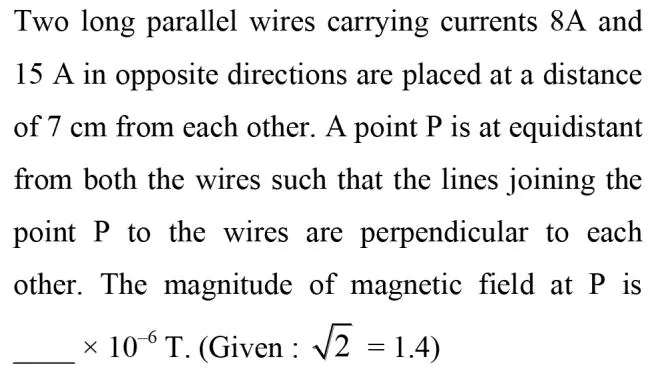 Two long parallel wires carrying currents 8A and
15 A in opposite directions are placed at a distance
of 7 cm from each other. A point P is at equidistant
from both the wires such that the lines joining the
point P to the wires are perpendicular to each
other. The magnitude of magnetic field at P is
____ × 10⁻⁶ T. (Given : √2 = 1.4)